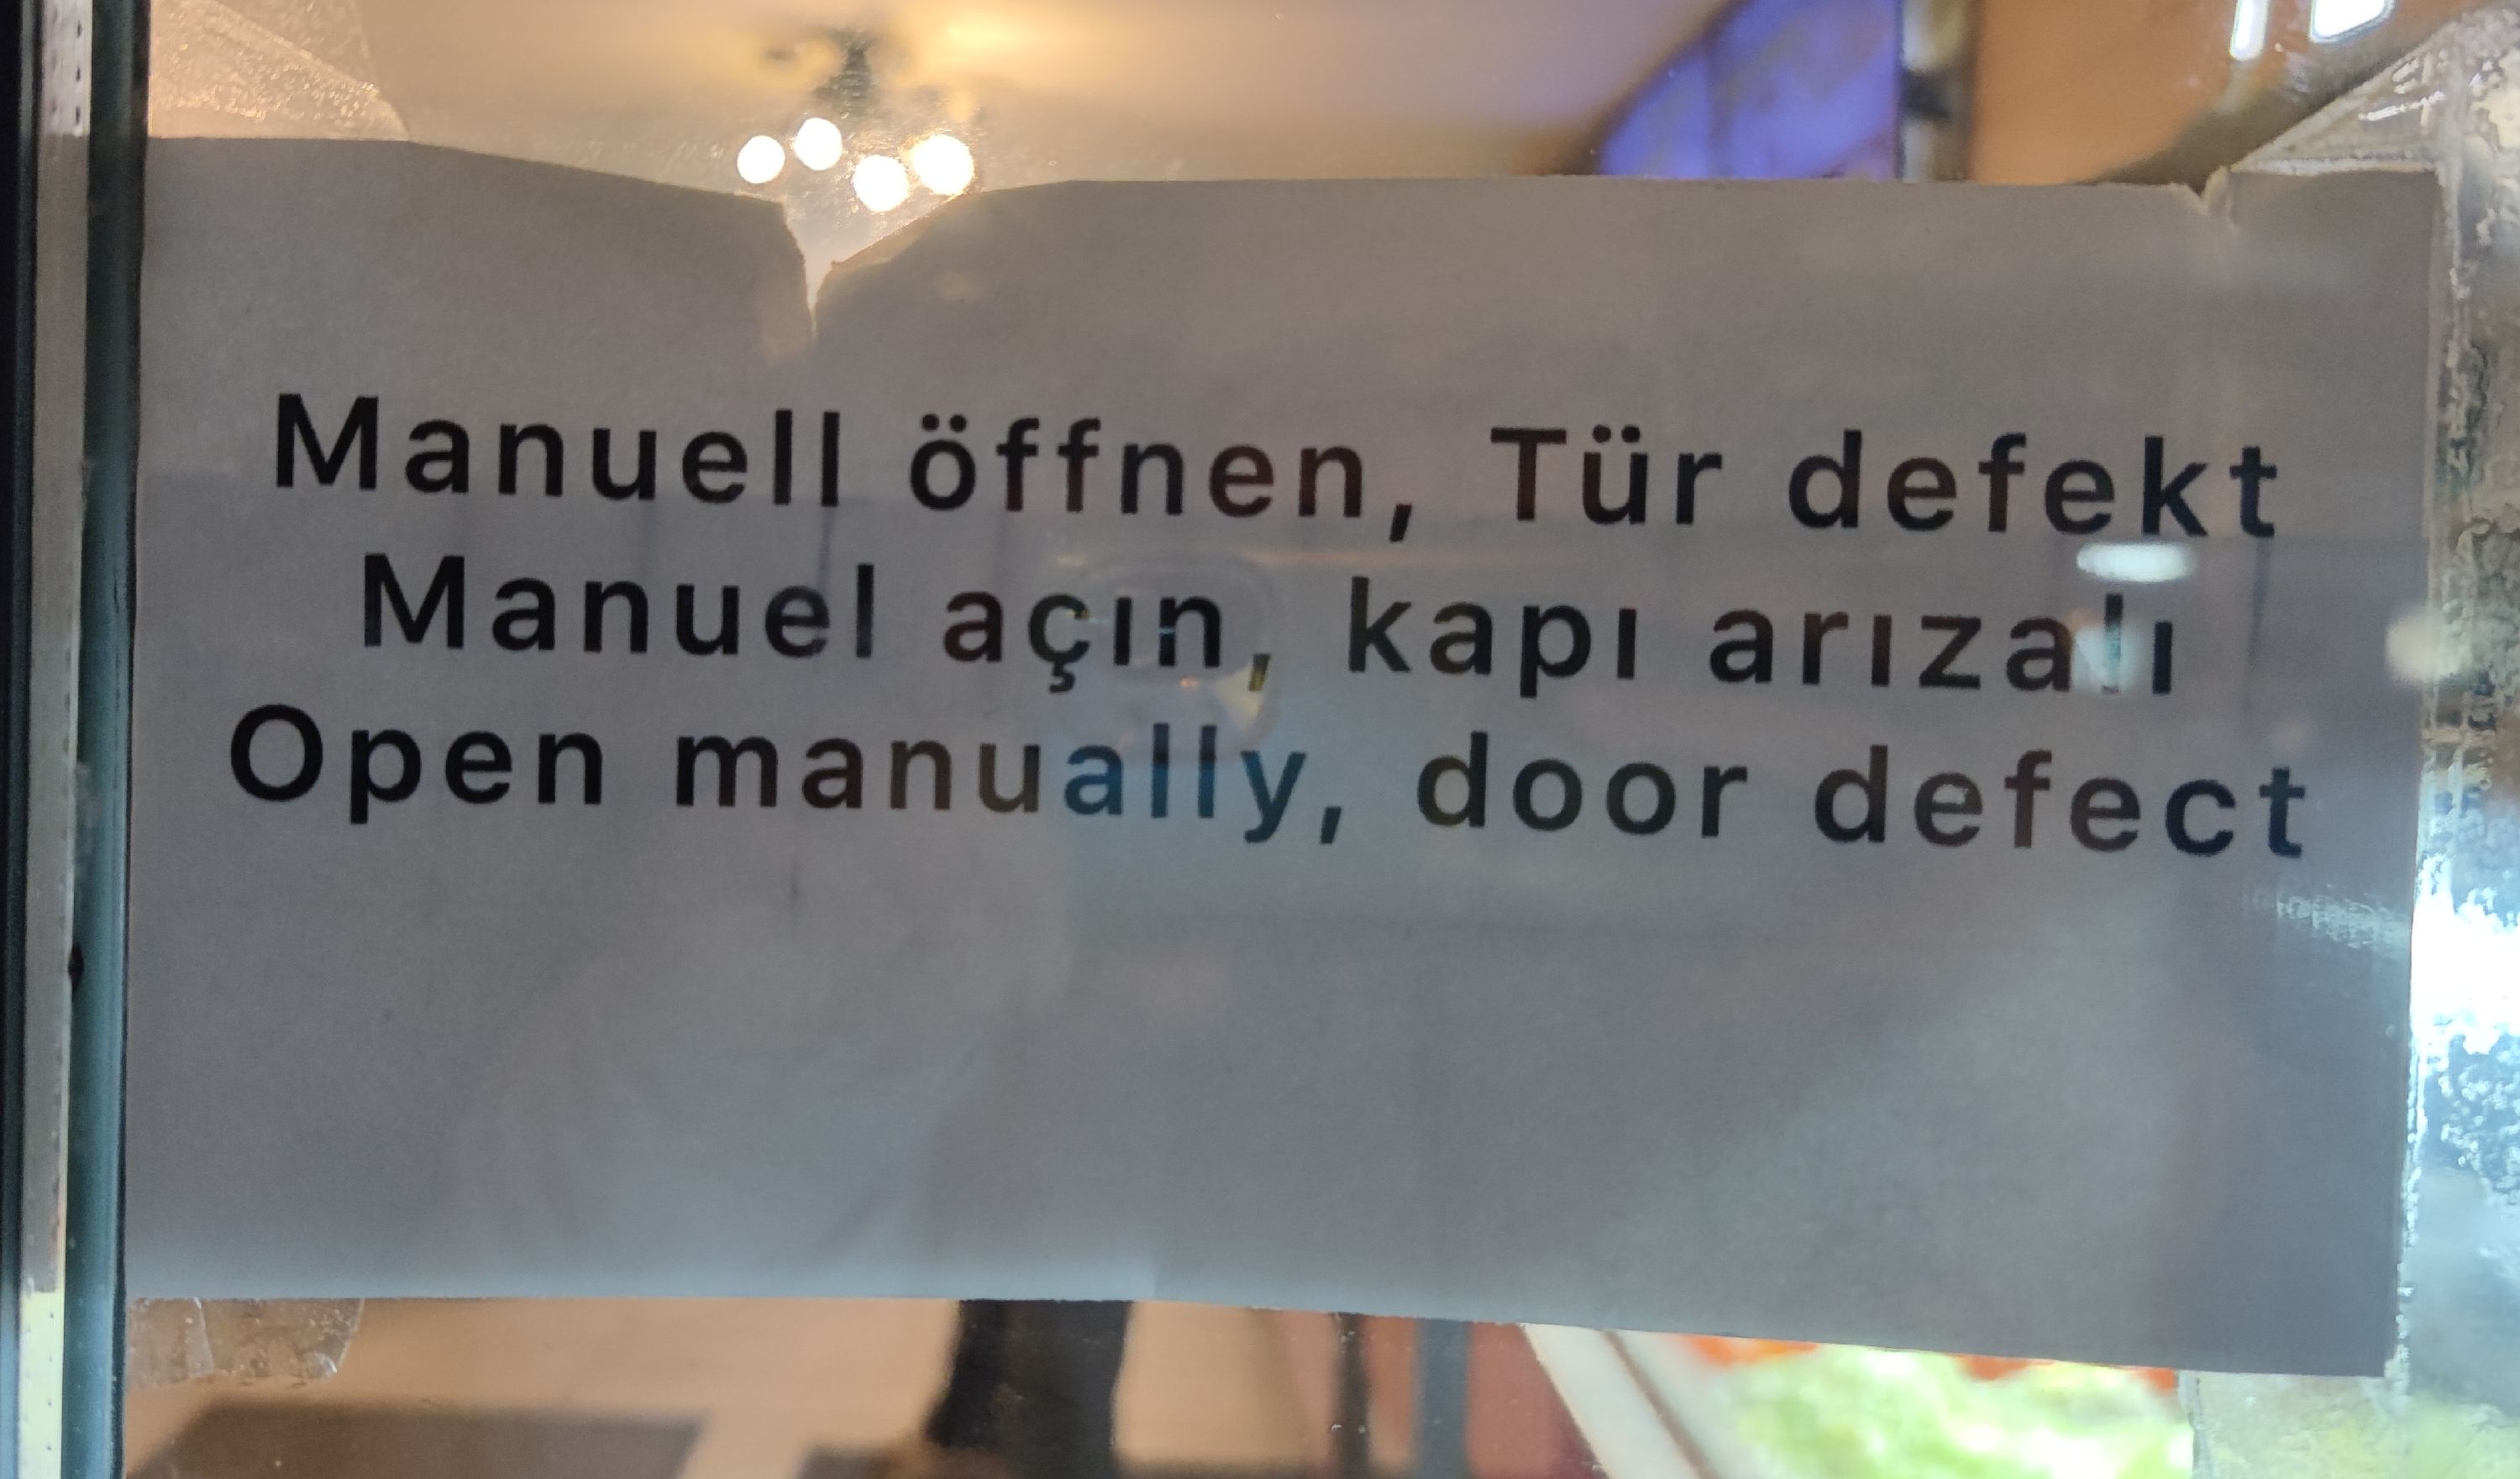 Manuell öffnen, Tür defekt
Manuel açın, kapı arızalı
Open manually, door defect